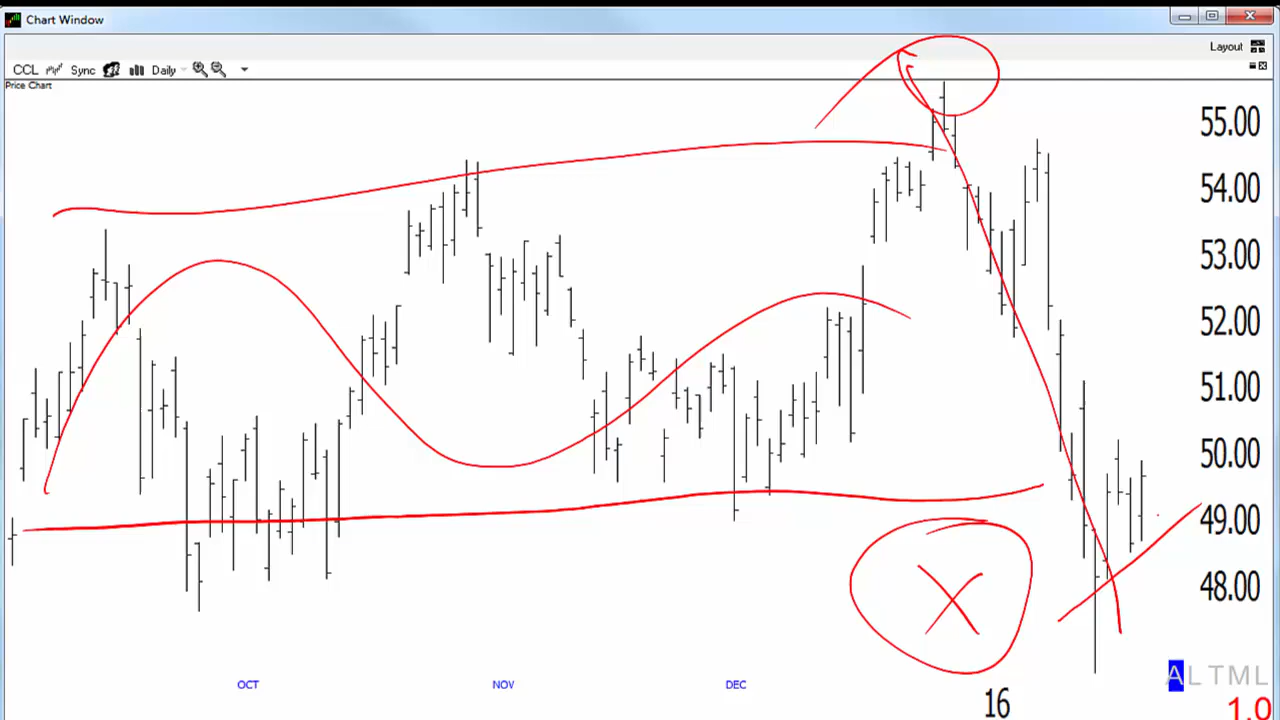 Chart Window
Layout
CCL Sync Daily
Price Chart
55.00
54.00
53.00
52.00
51.00
50.00
49.00
48.00
ALTML
OCT NOV DEC 16
1.0